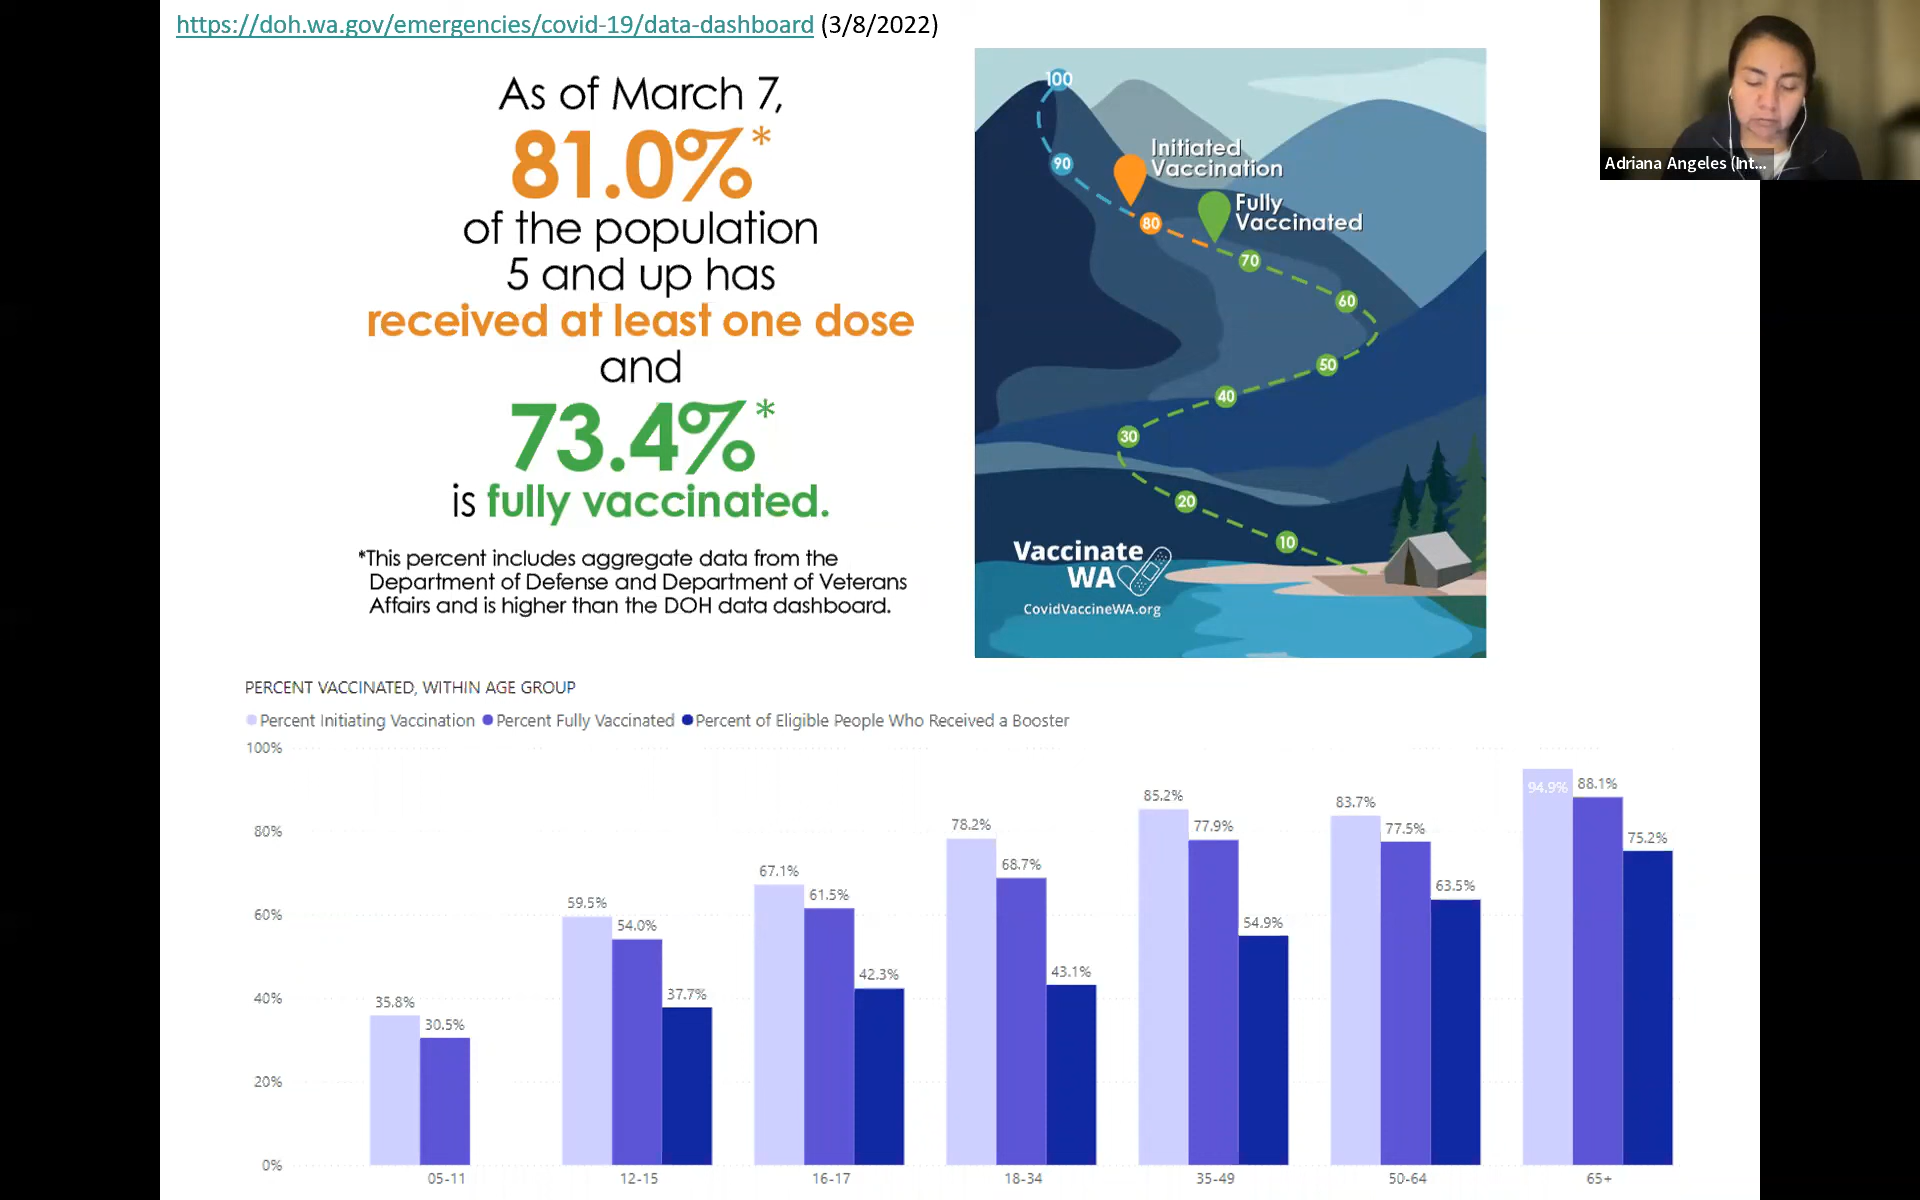 https://doh.wa.gov/emergencies/covid-19/data-dashboard (3/8/2022)
As of March 7,
81.0%*
of the population
5 and up has
received at least one dose
and
73.4%*
is fully vaccinated.
*This percent includes aggregate data from the
Department of Defense and Department of Veterans
Affairs and is higher than the DOH data dashboard.
100
90
Initiated
Vaccination
80
Fully
Vaccinated
70
60
50
40
30
20
10
Vaccinate
WA
CovidVaccineWA.org
Adriana Angeles (Int...
PERCENT VACCINATED, WITHIN AGE GROUP
Percent Initiating Vaccination Percent Fully Vaccinated Percent of Eligible People Who Received a Booster
100%
80%
60%
40%
20%
0%
35.8%
30.5%
59.5%
54.0%
37.7%
67.1%
61.5%
42.3%
78.2%
68.7%
43.1%
85.2%
77.9%
54.9%
83.7%
77.5%
63.5%
94.9%
88.1%
75.2%
05-11
12-15
16-17
18-34
35-49
50-64
65+